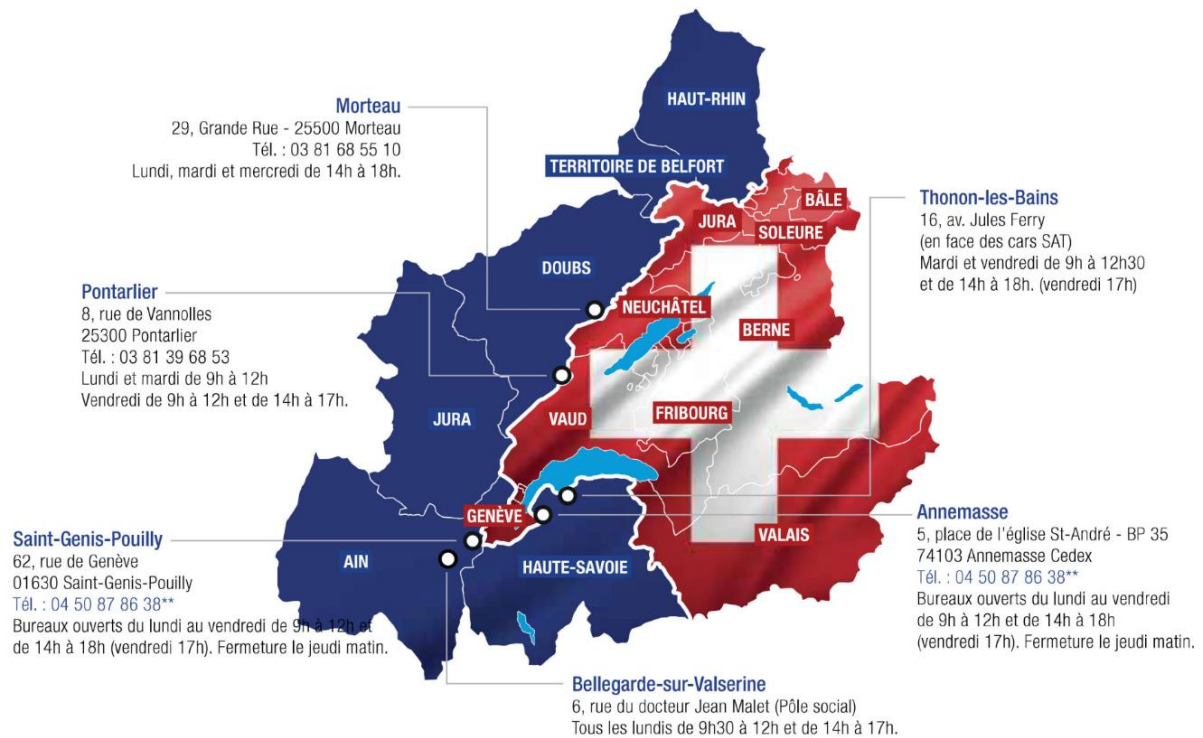 HAUT-RHIN
Morteau
29, Grande Rue - 25500 Morteau
Tél. : 03 81 68 55 10
Lundi, mardi et mercredi de 14h à 18h.
TERRITOIRE DE BELFORT
BÂLE
JURA
SOLEURE
Thonon-les-Bains
16, av. Jules Ferry
(en face des cars SAT)
Mardi et vendredi de 9h à 12h30
et de 14h à 18h. (vendredi 17h)
DOUBS
Pontarlier
8, rue de Vannolles
25300 Pontarlier
Tél. : 03 81 39 68 53
Lundi et mardi de 9h à 12h
Vendredi de 9h à 12h et de 14h à 17h.
NEUCHÂTEL
BERNE
JURA
VAUD
FRIBOURG
GENÈVE
VALAIS
Saint-Genis-Pouilly
62, rue de Genève
01630 Saint-Genis-Pouilly
Tél. : 04 50 87 86 38**
Bureaux ouverts du lundi au vendredi de 9h à 12h et
de 14h à 18h (vendredi 17h). Fermeture le jeudi matin.
AIN
HAUTE-SAVOIE
Annemasse
5, place de l'église St-André - BP 35
74103 Annemasse Cedex
Tél. : 04 50 87 86 38**
Bureaux ouverts du lundi au vendredi
de 9h à 12h et de 14h à 18h
(vendredi 17h). Fermeture le jeudi matin.
Bellegarde-sur-Valserine
6, rue du docteur Jean Malet (Pôle social)
Tous les lundis de 9h30 à 12h et de 14h à 17h.